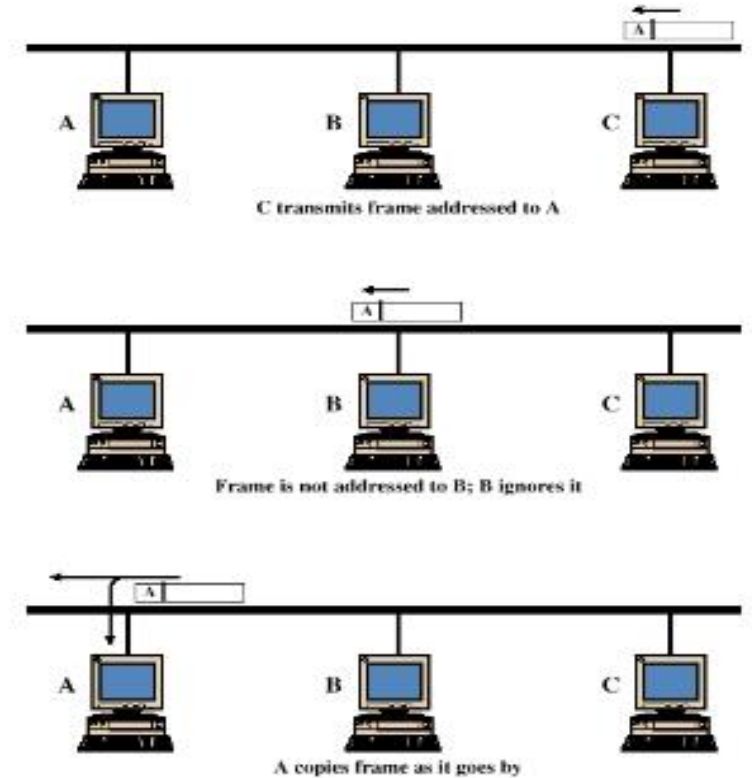 A
A B C
C transmits frame addressed to A
A
A B C
Frame is not addressed to B; B ignores it
A
A B C
A copies frame as it goes by